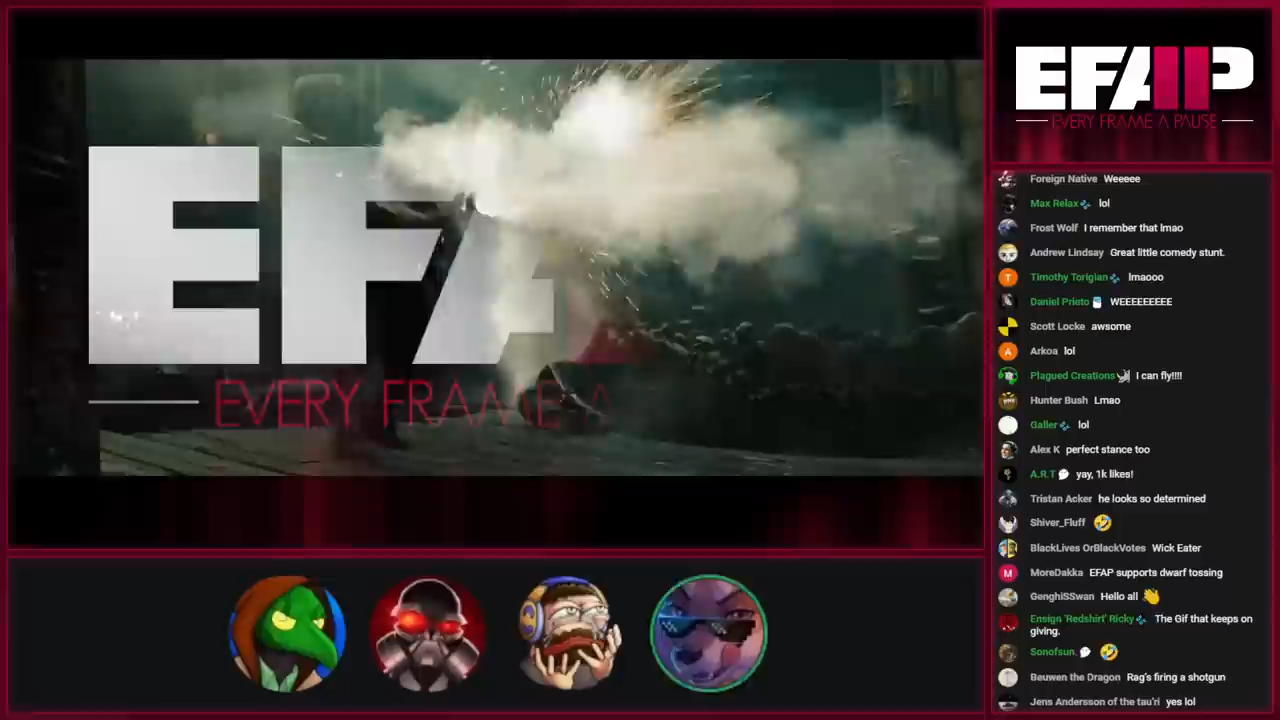 EFA
EVERY FRAME A
EFAP
EVERY FRAME A PAUSE
Foreign Native Weeeee
Max Relax lol
Frost Wolf I remember that lmao
Andrew Lindsay Great little comedy stunt.
T Timothy Torigian lmaooo
Daniel Prieto WEEEEEEEEE
Scott Locke awsome
A Arkoa lol
Plagued Creations I can fly!!!!
Hunter Bush Lmao
Galler lol
Alex K perfect stance too
A.R.T yay, 1k likes!
Tristan Acker he looks so determined
Shiver_Fluff 🤣
BlackLives OrBlackVotes Wick Eater
M MoreDakka EFAP supports dwarf tossing
GenghiSSwan Hello all 👏
Ensign 'Redshirt' Ricky The Gif that keeps on
giving.
Sonofsun. 🤣
Beuwen the Dragon Rag's firing a shotgun
Jens Andersson of the tau'ri yes lol